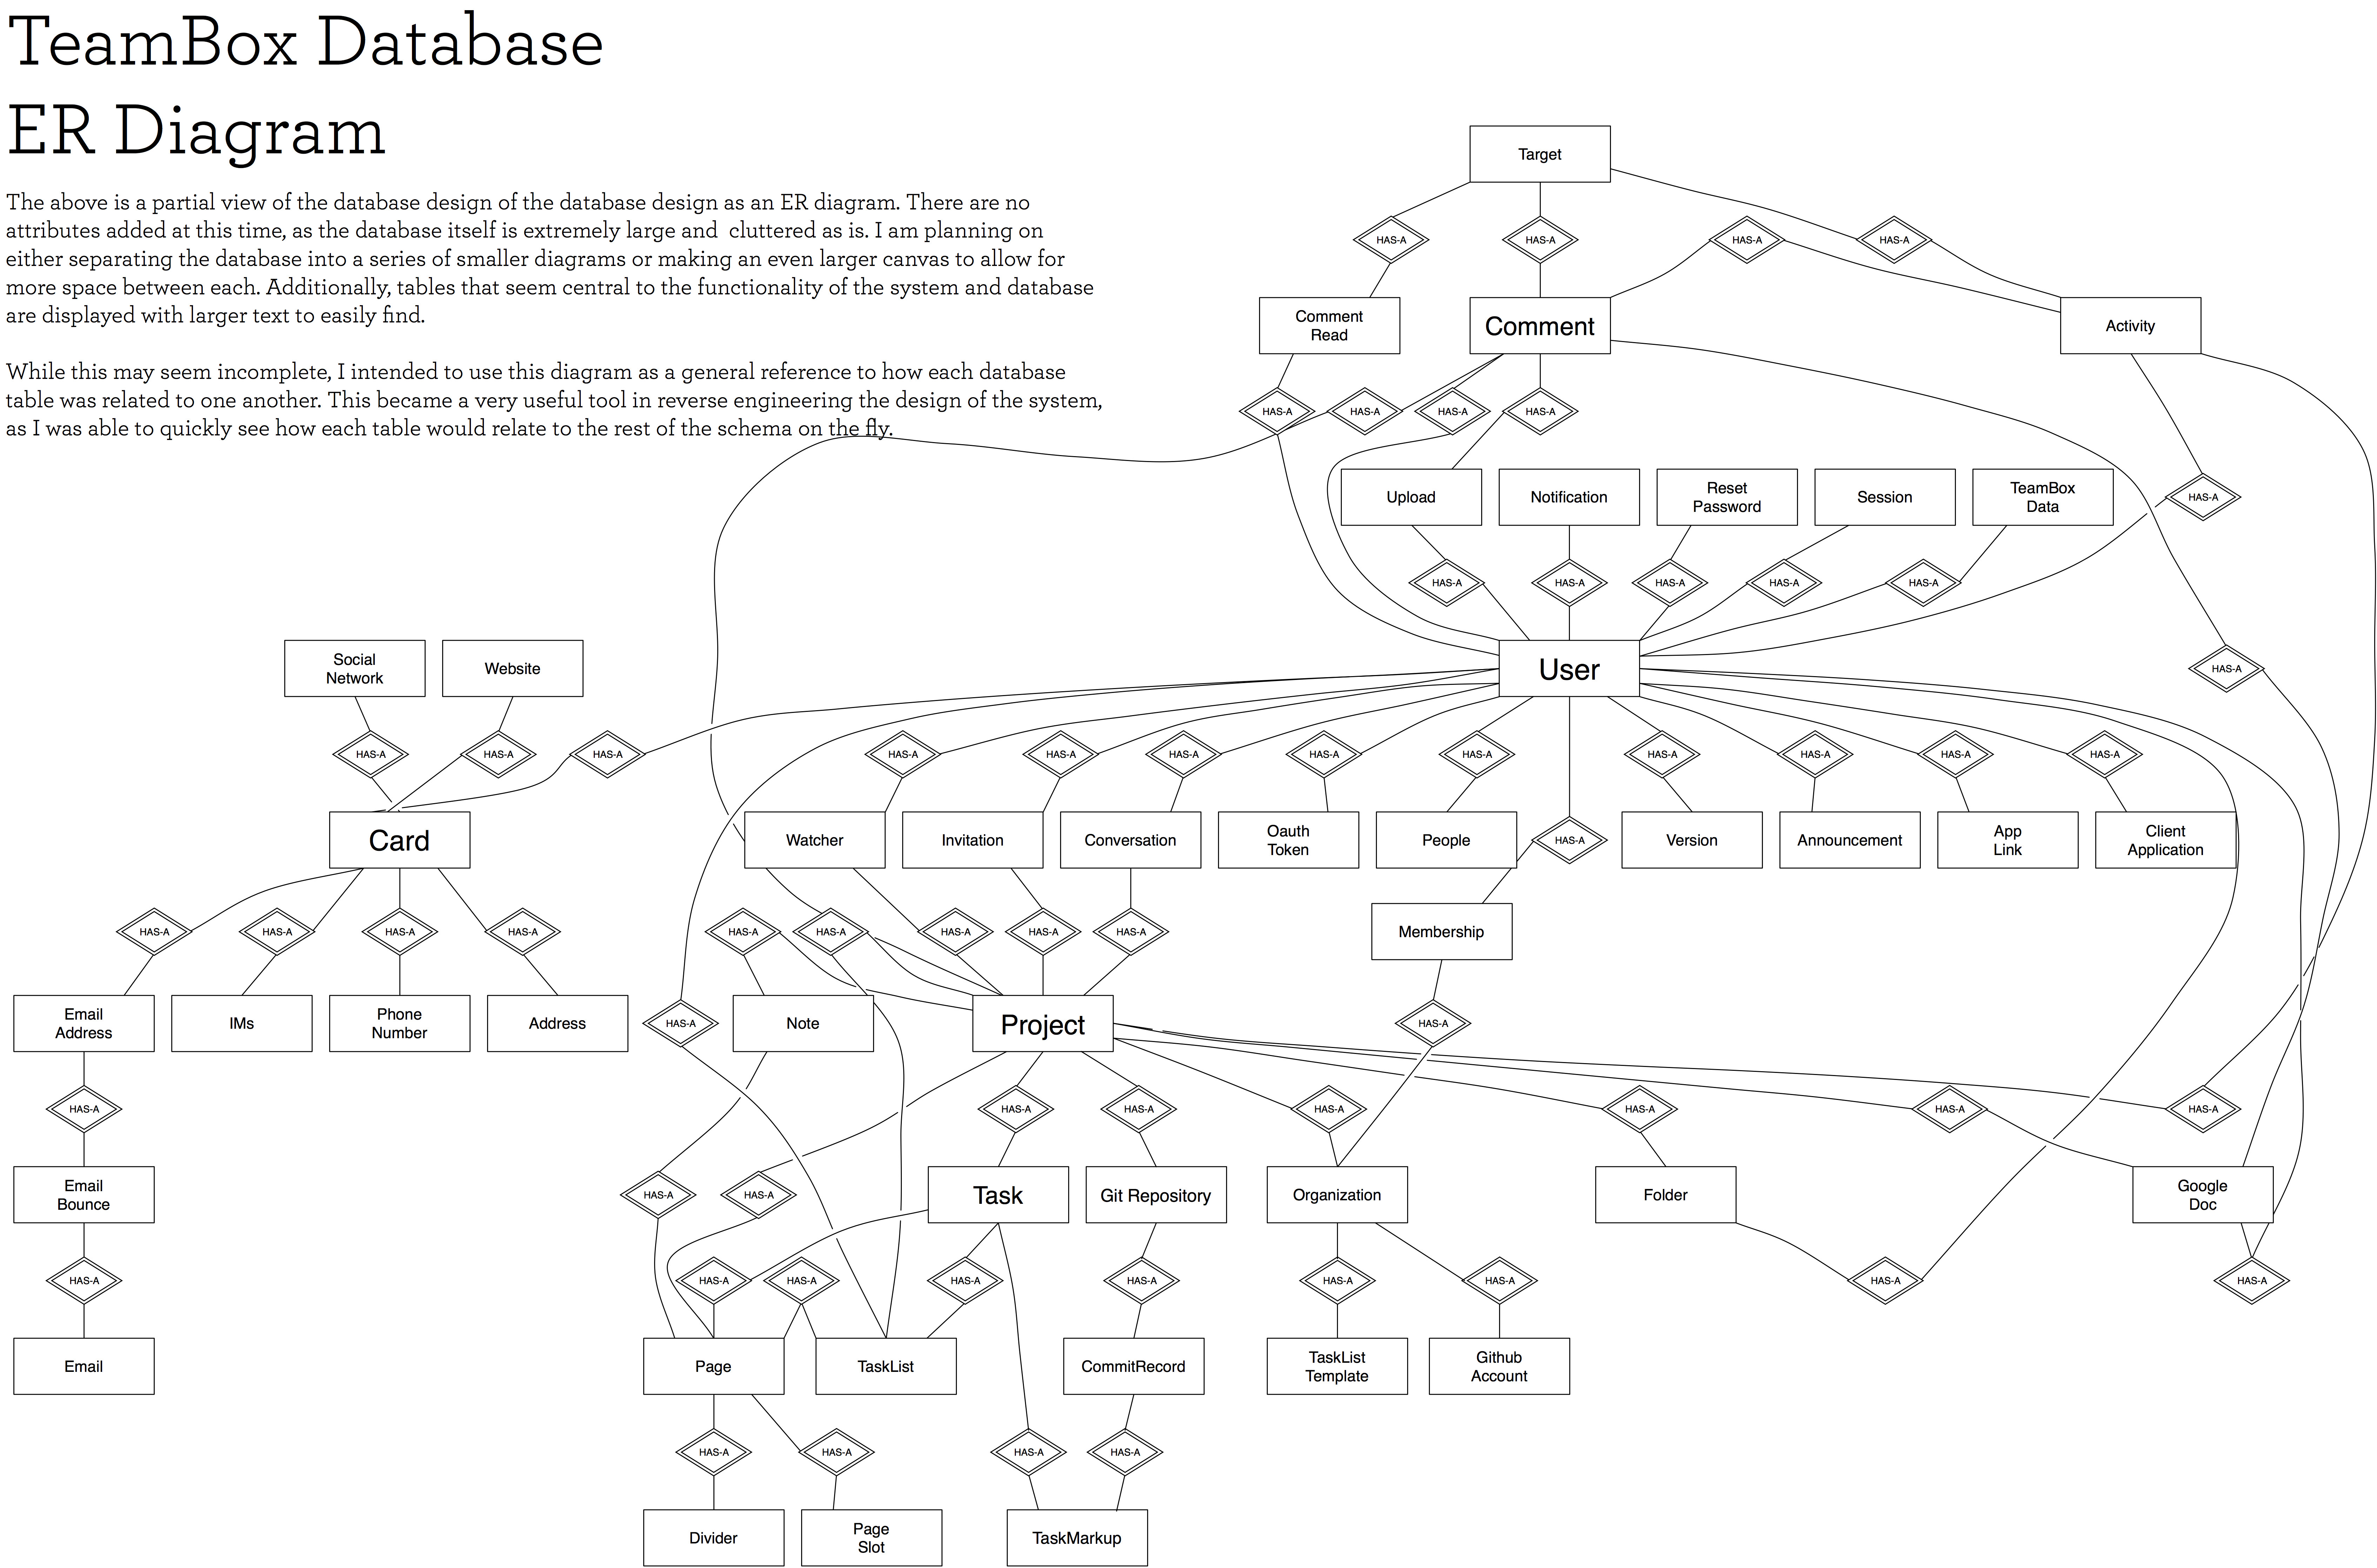 TeamBox Database
ER Diagram
The above is a partial view of the database design of the database design as an ER diagram. There are no
attributes added at this time, as the database itself is extremely large and  cluttered as is. I am planning on
either separating the database into a series of smaller diagrams or making an even larger canvas to allow for
more space between each. Additionally, tables that seem central to the functionality of the system and database
are displayed with larger text to easily find.
While this may seem incomplete, I intended to use this diagram as a general reference to how each database
table was related to one another. This became a very useful tool in reverse engineering the design of the system,
as I was able to quickly see how each table would relate to the rest of the schema on the fly.
Target
HAS-A
HAS-A
HAS-A
HAS-A
Comment
Read
Comment
Activity
HAS-A
HAS-A
HAS-A
HAS-A
Upload
Notification
Reset
Password
Session
TeamBox
Data
HAS-A
HAS-A
HAS-A
HAS-A
HAS-A
HAS-A
Social
Network
Website
User
HAS-A
HAS-A
HAS-A
HAS-A
HAS-A
HAS-A
HAS-A
HAS-A
HAS-A
HAS-A
HAS-A
HAS-A
HAS-A
Card
Watcher
Invitation
Conversation
Oauth
Token
People
HAS-A
Version
Announcement
App
Link
Client
Application
HAS-A
HAS-A
HAS-A
HAS-A
HAS-A
HAS-A
HAS-A
HAS-A
HAS-A
Membership
Email
Address
IMs
Phone
Number
Address
HAS-A
Note
Project
HAS-A
HAS-A
HAS-A
HAS-A
HAS-A
HAS-A
HAS-A
HAS-A
Email
Bounce
HAS-A
HAS-A
Task
Git Repository
Organization
Folder
Google
Doc
HAS-A
HAS-A
HAS-A
HAS-A
HAS-A
HAS-A
HAS-A
HAS-A
HAS-A
Email
Page
TaskList
CommitRecord
TaskList
Template
Github
Account
HAS-A
HAS-A
HAS-A
HAS-A
Divider
Page
Slot
TaskMarkup